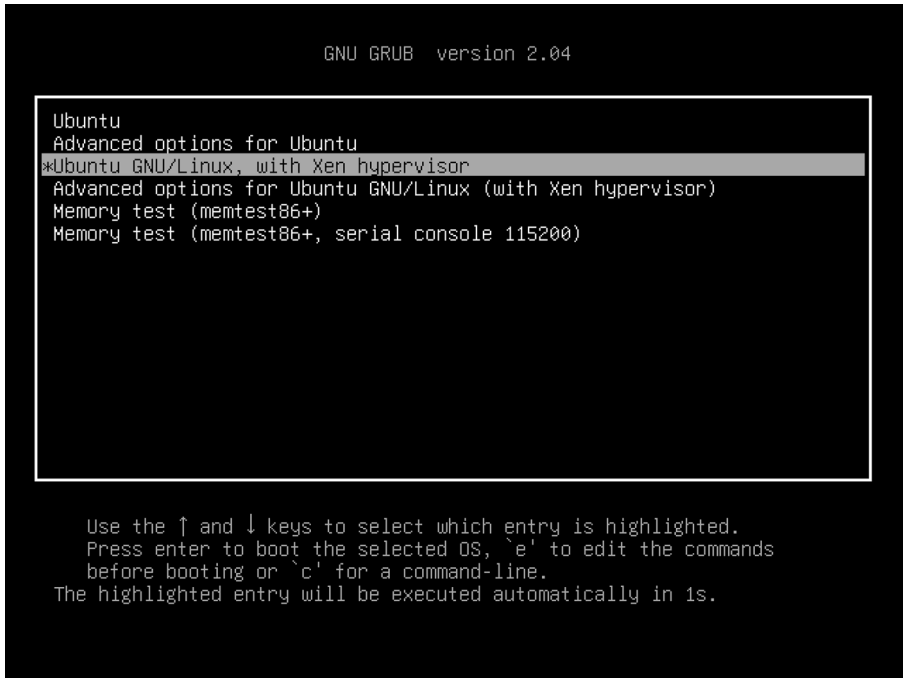 GNU GRUB  version 2.04
Ubuntu
Advanced options for Ubuntu
*Ubuntu GNU/Linux, with Xen hypervisor
Advanced options for Ubuntu GNU/Linux (with Xen hypervisor)
Memory test (memtest86+)
Memory test (memtest86+, serial console 115200)
Use the ↑ and ↓ keys to select which entry is highlighted.
Press enter to boot the selected OS, `e' to edit the commands
before booting or `c' for a command-line.
The highlighted entry will be executed automatically in 1s.